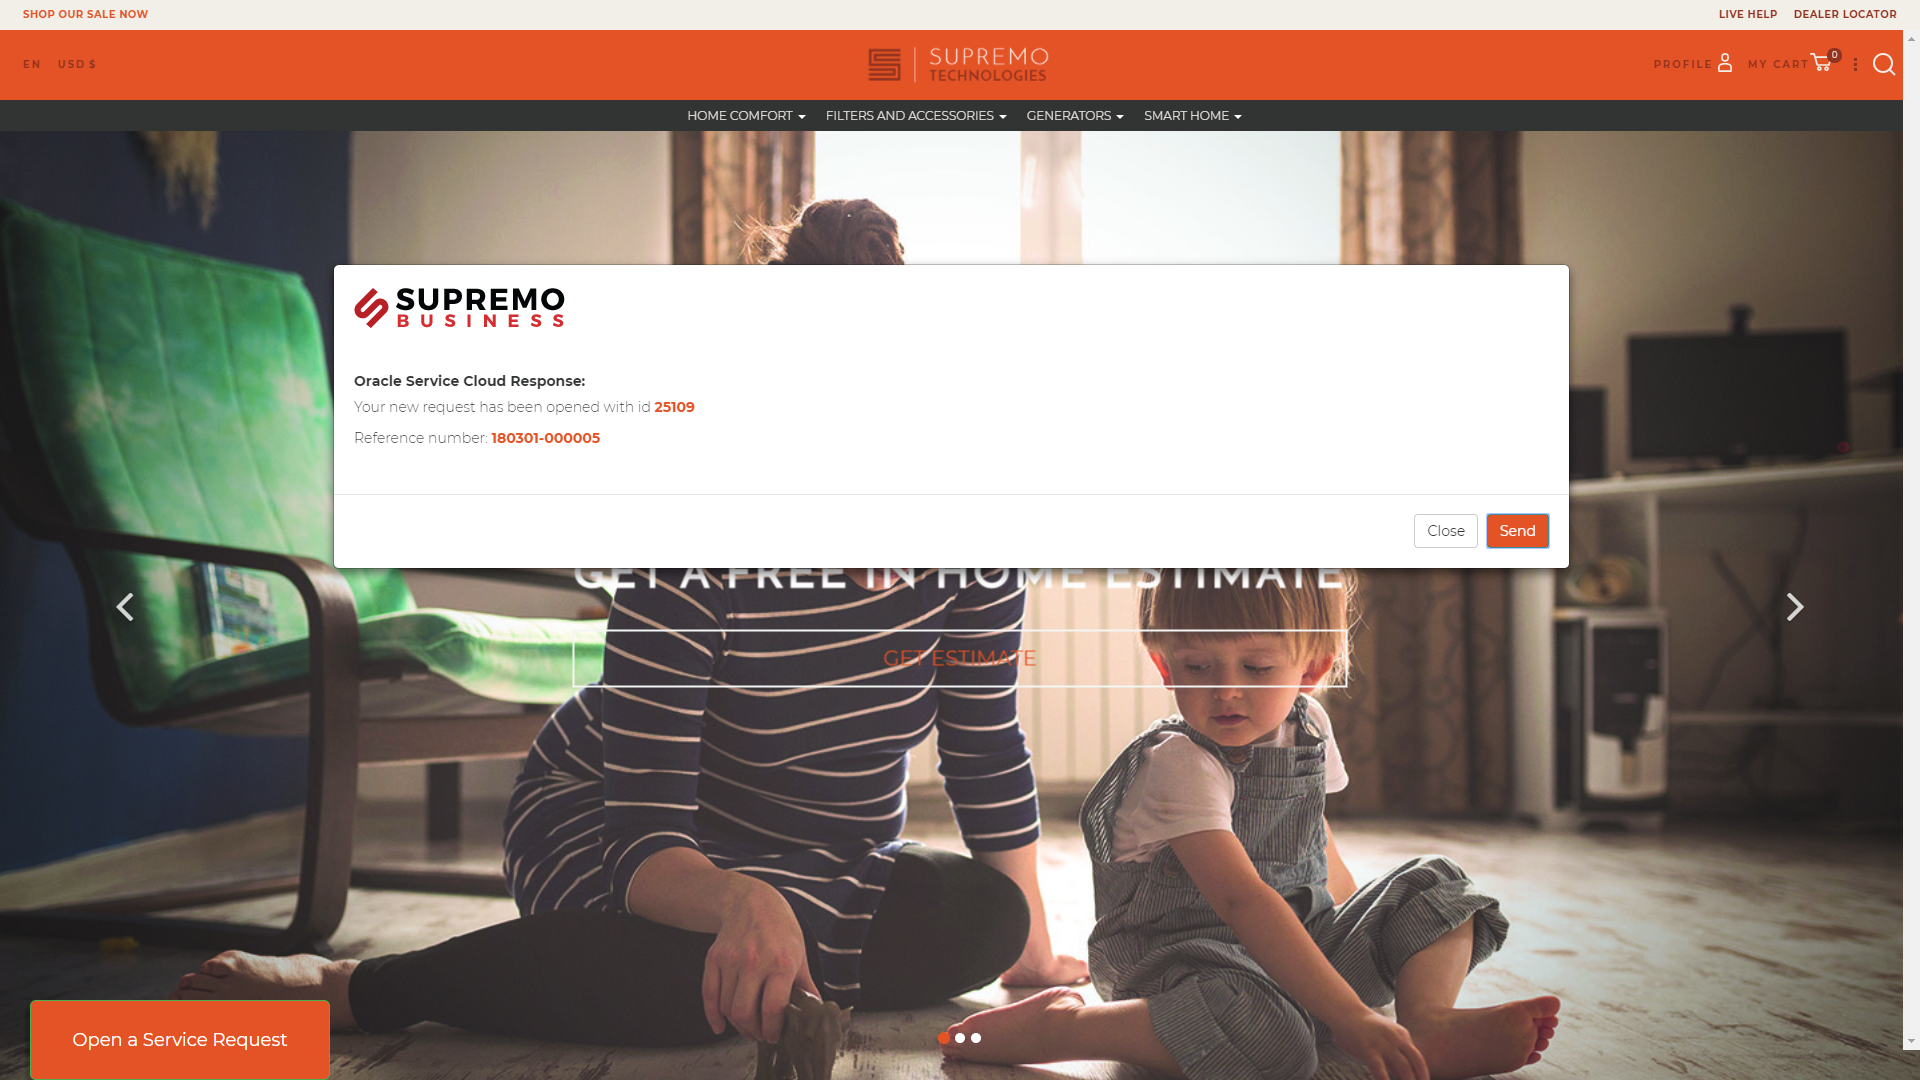 SHOP OUR SALE NOW
LIVE HELP DEALER LOCATOR
EN USD $
SUPREMO
TECHNOLOGIES
PROFILE MY CART 0
HOME COMFORT FILTERS AND ACCESSORIES GENERATORS SMART HOME
SUPREMO
BUSINESS
Oracle Service Cloud Response:
Your new request has been opened with id 25109
Reference number: 180301-000005
Close Send
GET A FREE IN HOME ESTIMATE
GET ESTIMATE
Open a Service Request